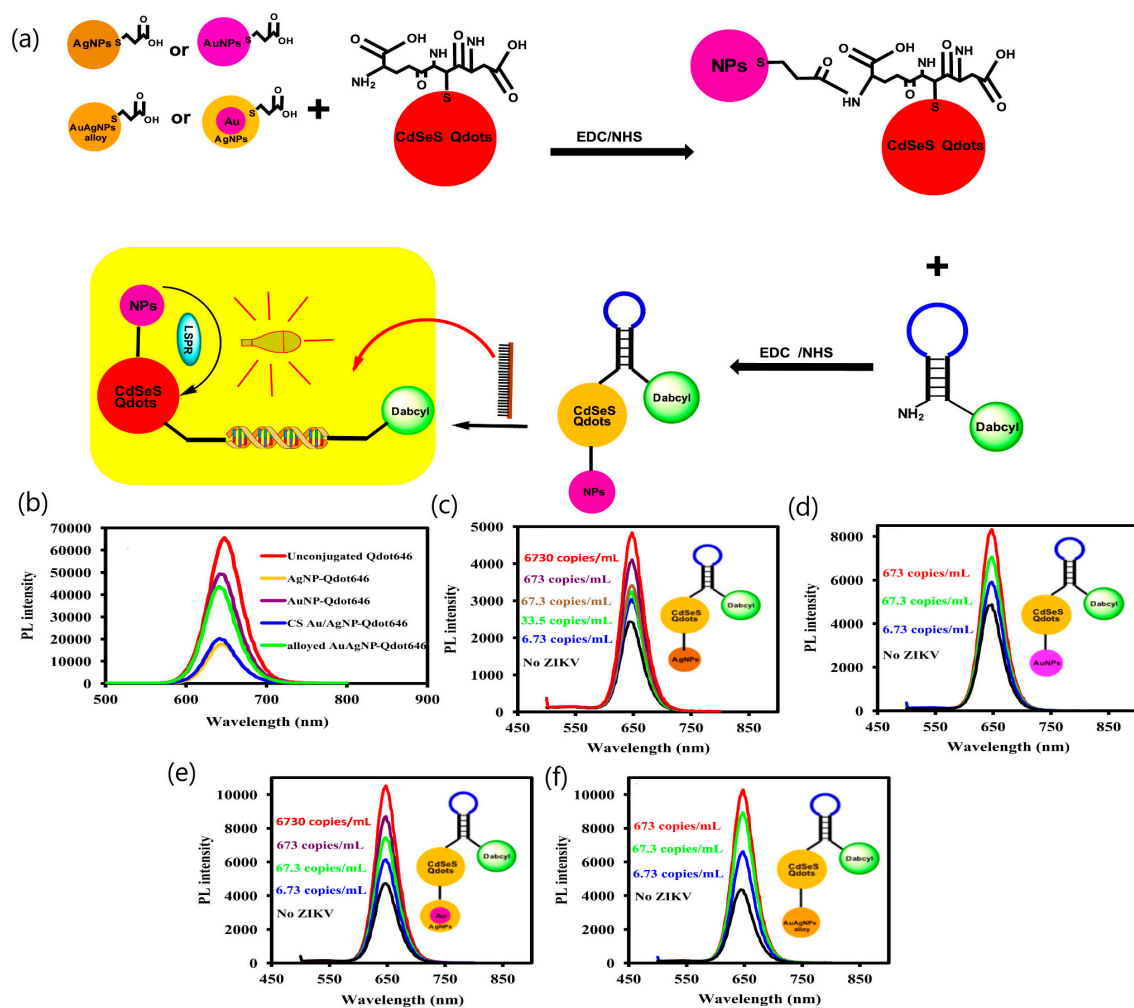 (a)
AgNPs
S
O
OH
or
AuNPs
S
O
OH
AuAgNPs
alloy
S
O
OH
or
Au
AgNPs
S
O
OH
+
O
OH
NH2
O
HN
O
NH
O
OH
S
CdSeS Qdots
EDC/NHS
NPs
S
O
HN
O
OH
O
HN
O
NH
O
OH
S
CdSeS Qdots
+
NH2
Dabcyl
EDC /NHS
CdSeS
Qdots
Dabcyl
NPs
NPs
LSPR
CdSeS
Qdots
Dabcyl
(b)
PL intensity
70000
60000
50000
40000
30000
20000
10000
0
500
600
700
800
900
Wavelength (nm)
Unconjugated Qdot646
AgNP-Qdot646
AuNP-Qdot646
CS Au/AgNP-Qdot646
alloyed AuAgNP-Qdot646
(c)
PL intensity
5000
4000
3000
2000
1000
0
450
550
650
750
850
Wavelength (nm)
6730 copies/mL
673 copies/mL
67.3 copies/mL
33.5 copies/mL
6.73 copies/mL
No ZIKV
CdSeS
Qdots
Dabcyl
AgNPs
(d)
PL intensity
8000
6000
4000
2000
0
450
550
650
750
850
Wavelength (nm)
673 copies/mL
67.3 copies/mL
6.73 copies/mL
No ZIKV
CdSeS
Qdots
Dabcyl
AuNPs
(e)
PL intensity
10000
8000
6000
4000
2000
0
450
550
650
750
850
Wavelength (nm)
6730 copies/mL
673 copies/mL
67.3 copies/mL
6.73 copies/mL
No ZIKV
CdSeS
Qdots
Dabcyl
Au
AgNPs
(f)
PL intensity
10000
8000
6000
4000
2000
0
450
550
650
750
850
Wavelength (nm)
673 copies/mL
67.3 copies/mL
6.73 copies/mL
No ZIKV
CdSeS
Qdots
Dabcyl
AuAgNPs
alloy